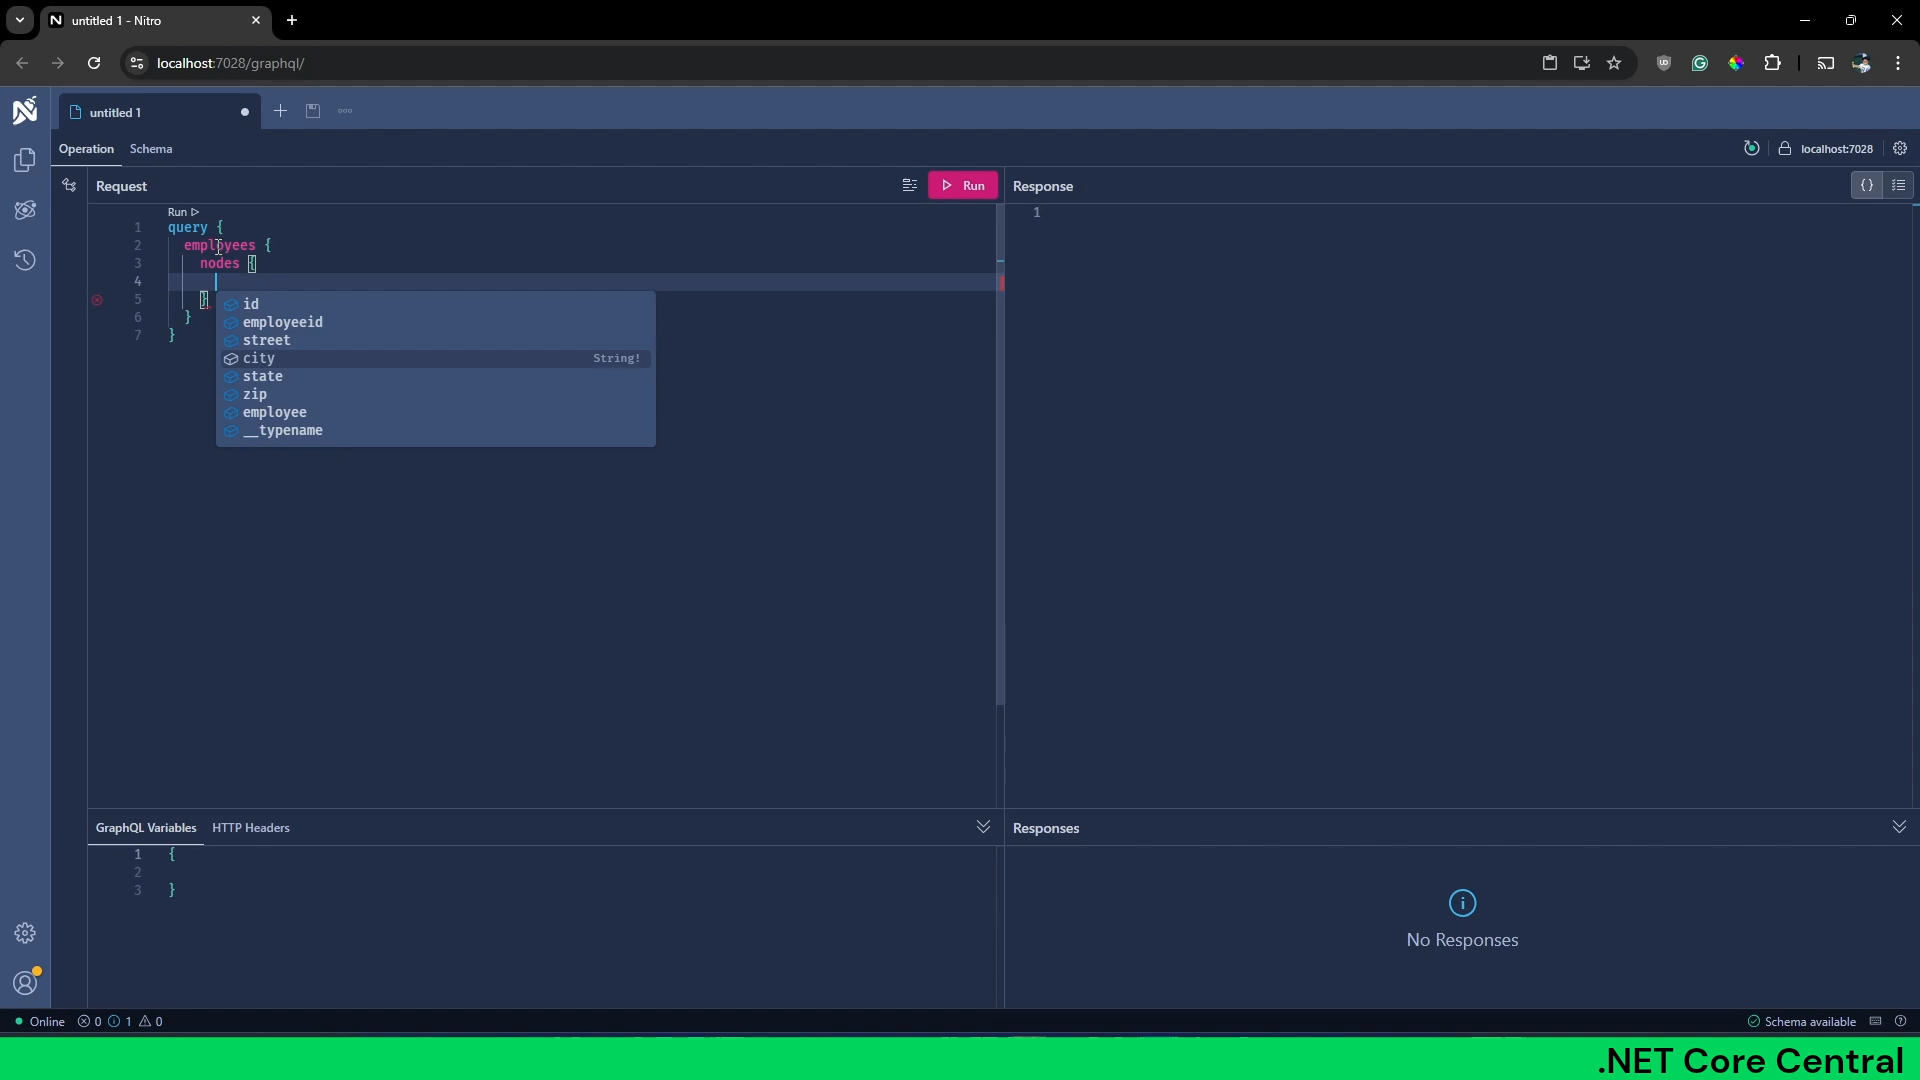 untitled 1 - Nitro
localhost:7028/graphql/
untitled 1
Operation Schema
localhost:7028
Request
Run
Response
Run
1 query {
2 employees {
3 nodes {
4
5 }
6 }
7 }
1
id
employeeid
street
city String!
state
zip
employee
__typename
GraphQL Variables HTTP Headers
Responses
1 {
2
3 }
No Responses
Online 0 1 0
Schema available
.NET Core Central